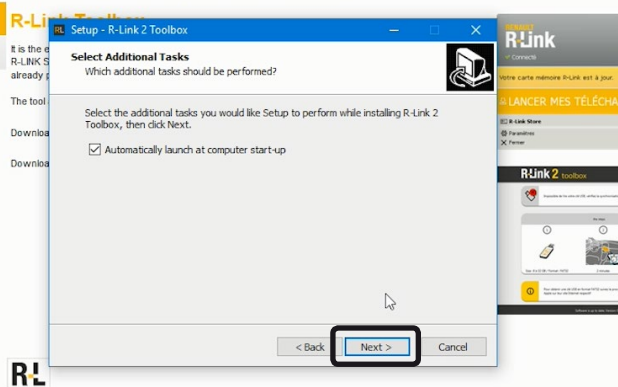 R-Link Toolbox
It is the e
R-LINK S
already p
The tool
Downloa
Downloa
RL Setup - R-Link 2 Toolbox
Select Additional Tasks
Which additional tasks should be performed?
Select the additional tasks you would like Setup to perform while installing R-Link 2
Toolbox, then click Next.
Automatically launch at computer start-up
< Back Next > Cancel
RENAULT
R-Link
Connecté
Votre carte mémoire R-Link est à jour.
LANCER MES TÉLÉCHA
R-Link Store
Paramètres
Fermer
R-Link 2 toolbox
R-L